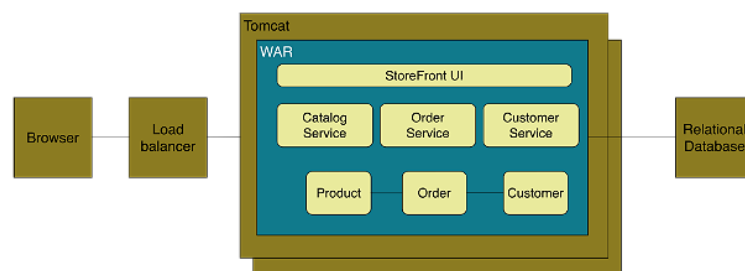 Tomcat
WAR
StoreFront UI
Catalog
Service
Order
Service
Customer
Service
Browser
Load
balancer
Relational
Database
Product
Order
Customer